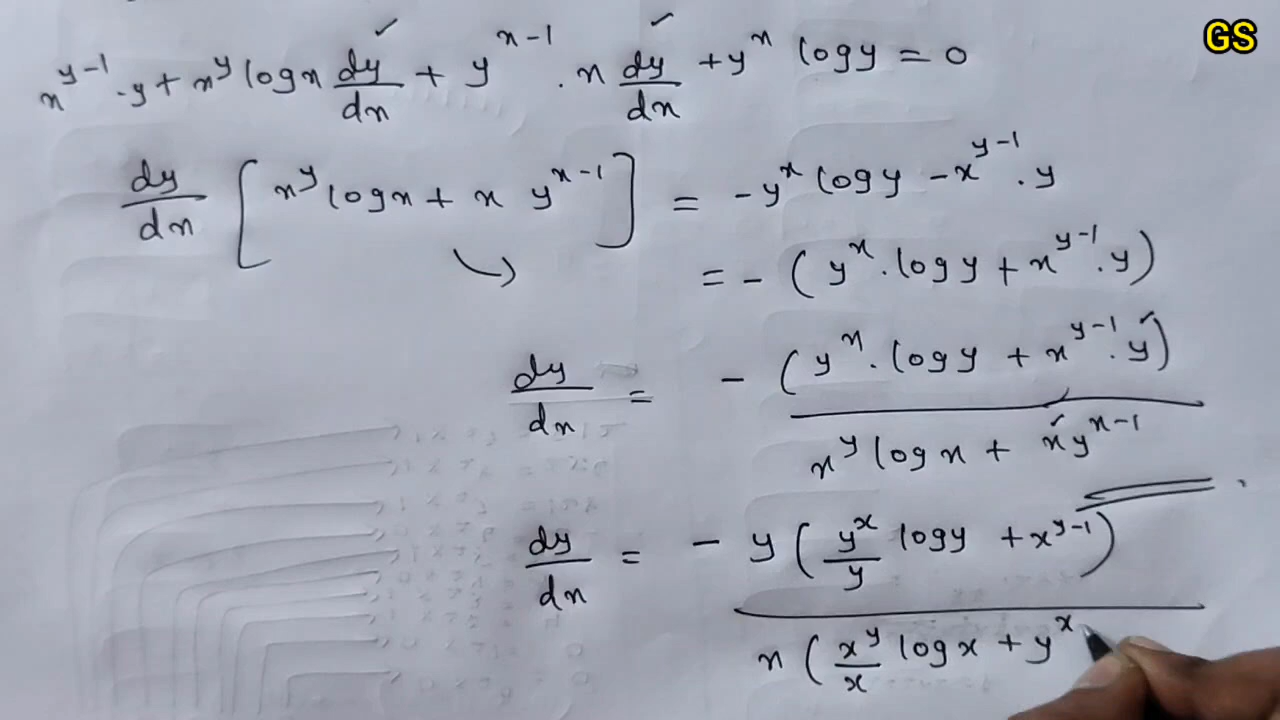 GS
x^{y-1} · y + x^y log x dy/dx + y^{x-1} · x dy/dx + y^x log y = 0
dy/dx [ x^y log x + x y^{x-1} ] = - y^x log y - x^{y-1} · y
= - ( y^x · log y + x^{y-1} · y )
dy/dx = - ( y^x · log y + x^{y-1} · y ) / x^y log x + x y^{x-1}
dy/dx = - y ( y^x/y log y + x^{y-1} ) / x ( x^y/x log x + y^x